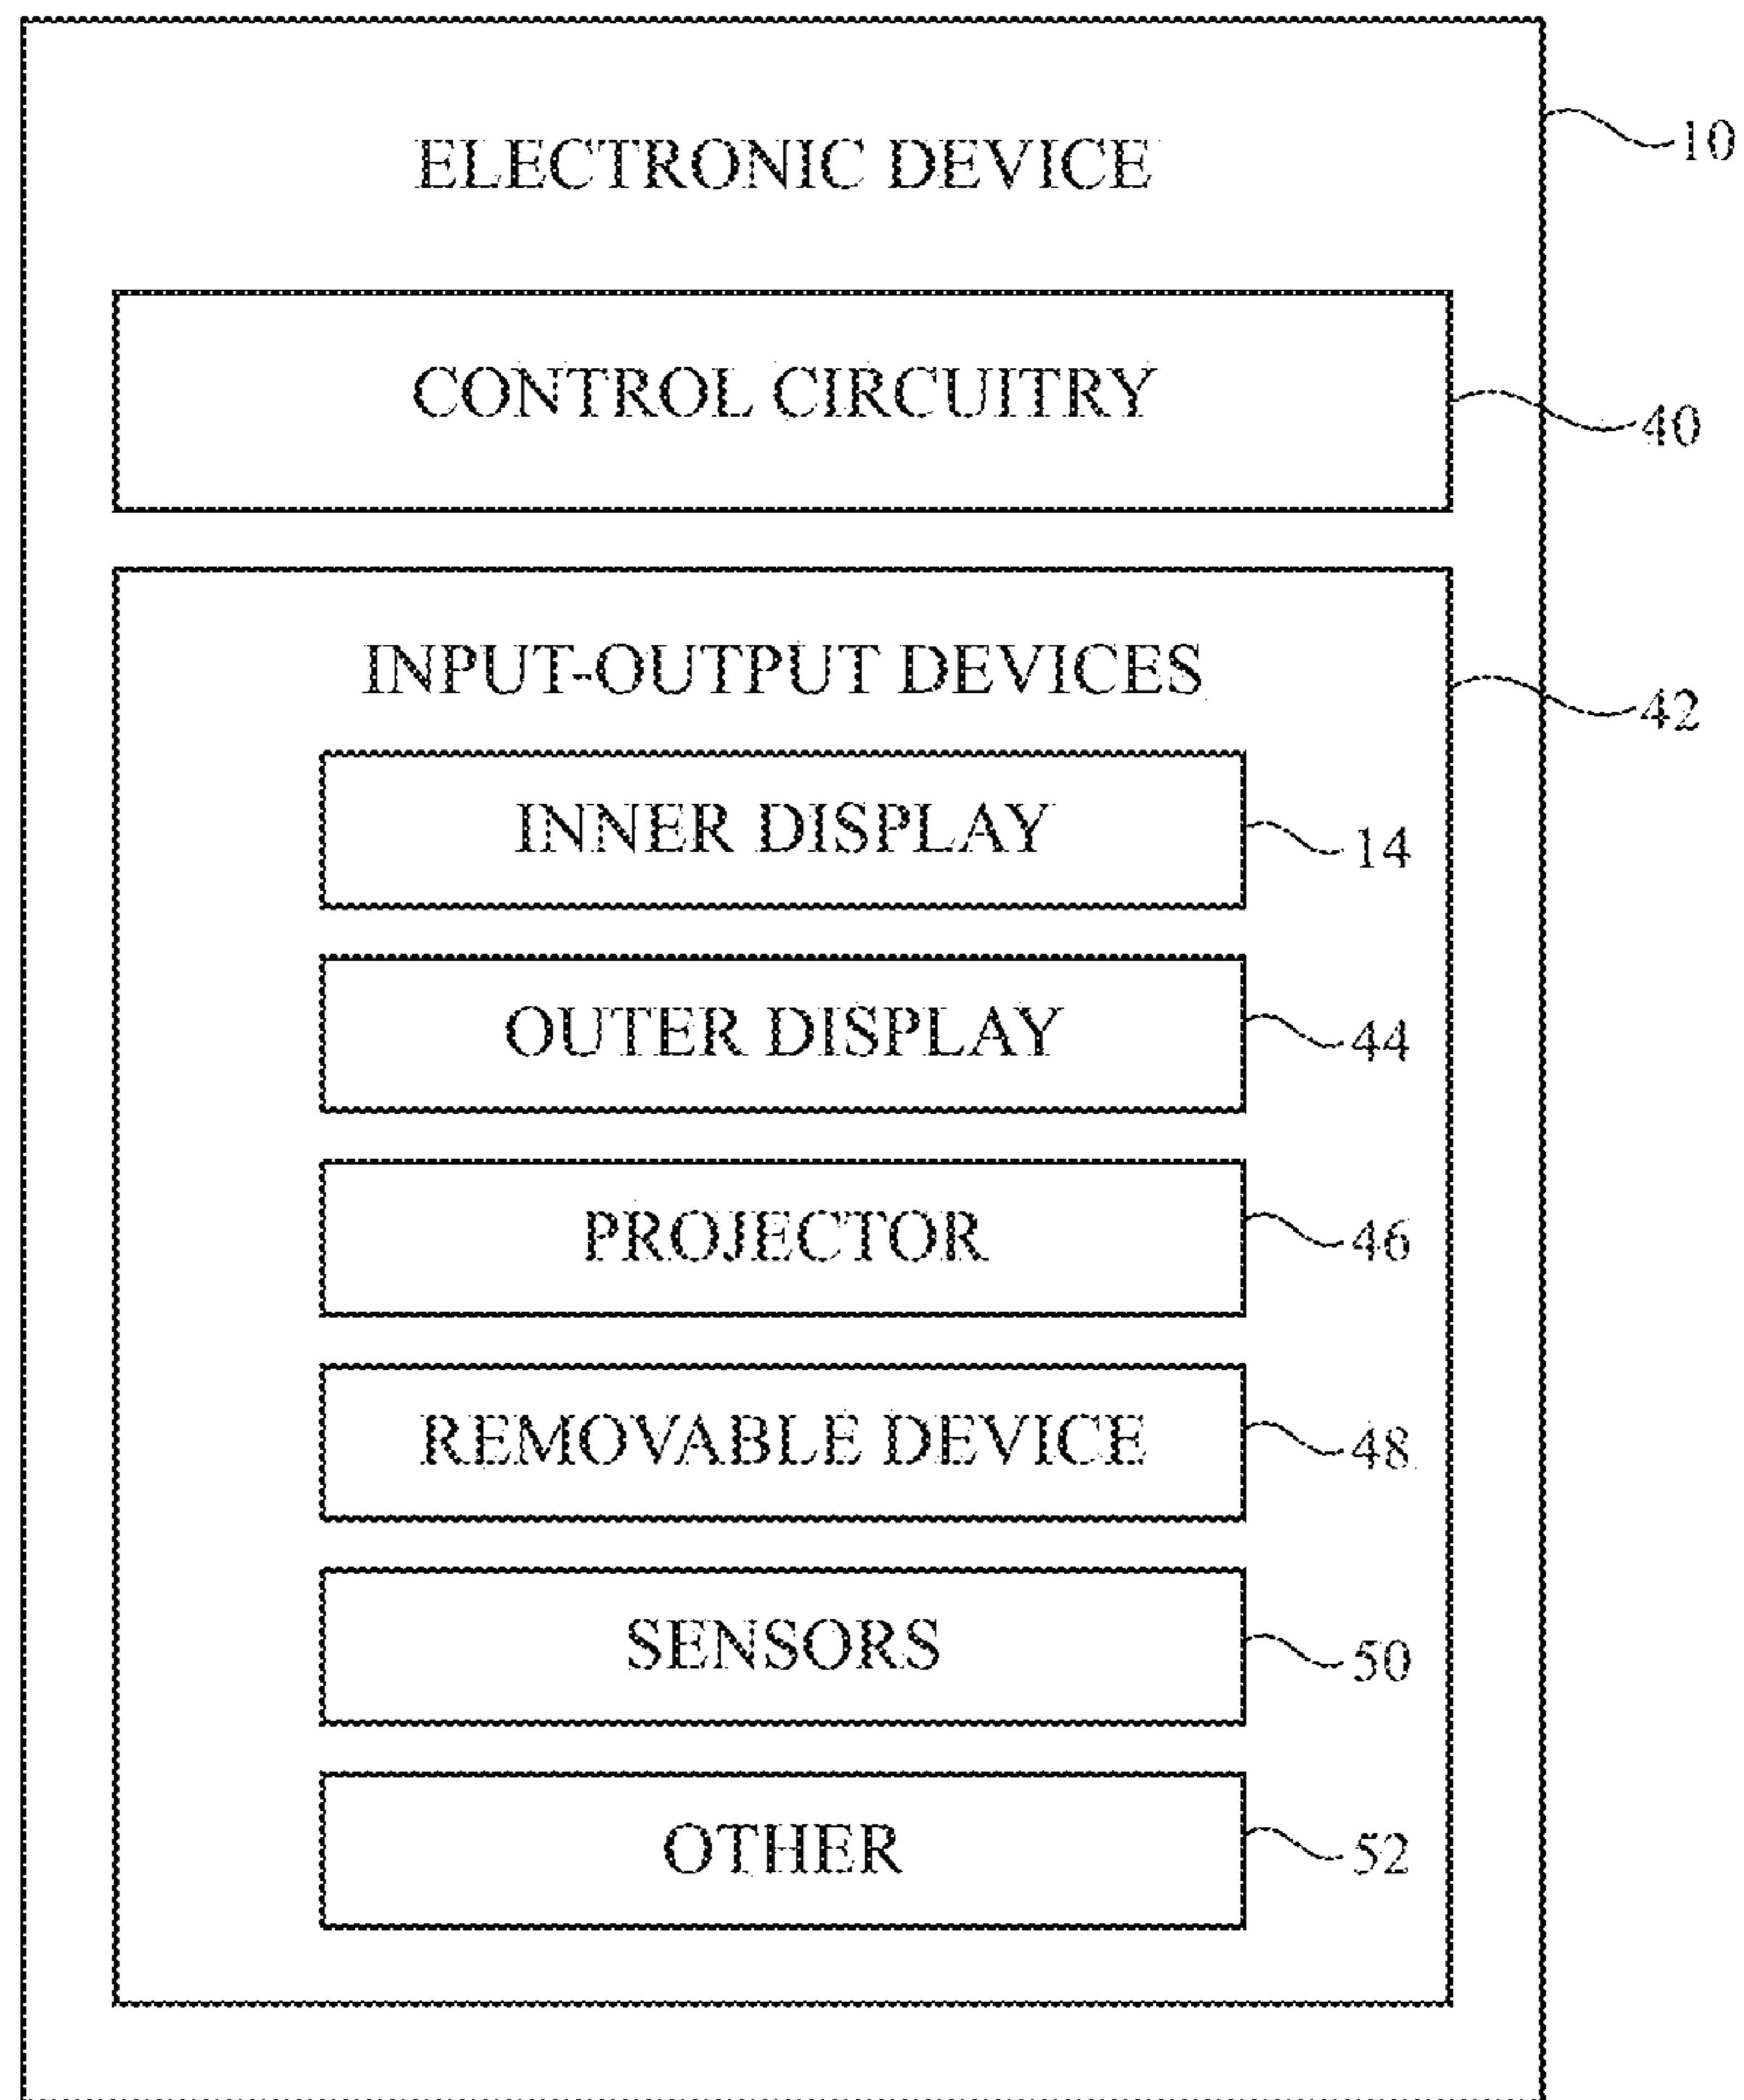 ELECTRONIC DEVICE
10
CONTROL CIRCUITRY
40
INPUT-OUTPUT DEVICES
42
INNER DISPLAY
14
OUTER DISPLAY
44
PROJECTOR
46
REMOVABLE DEVICE
48
SENSORS
50
OTHER
52